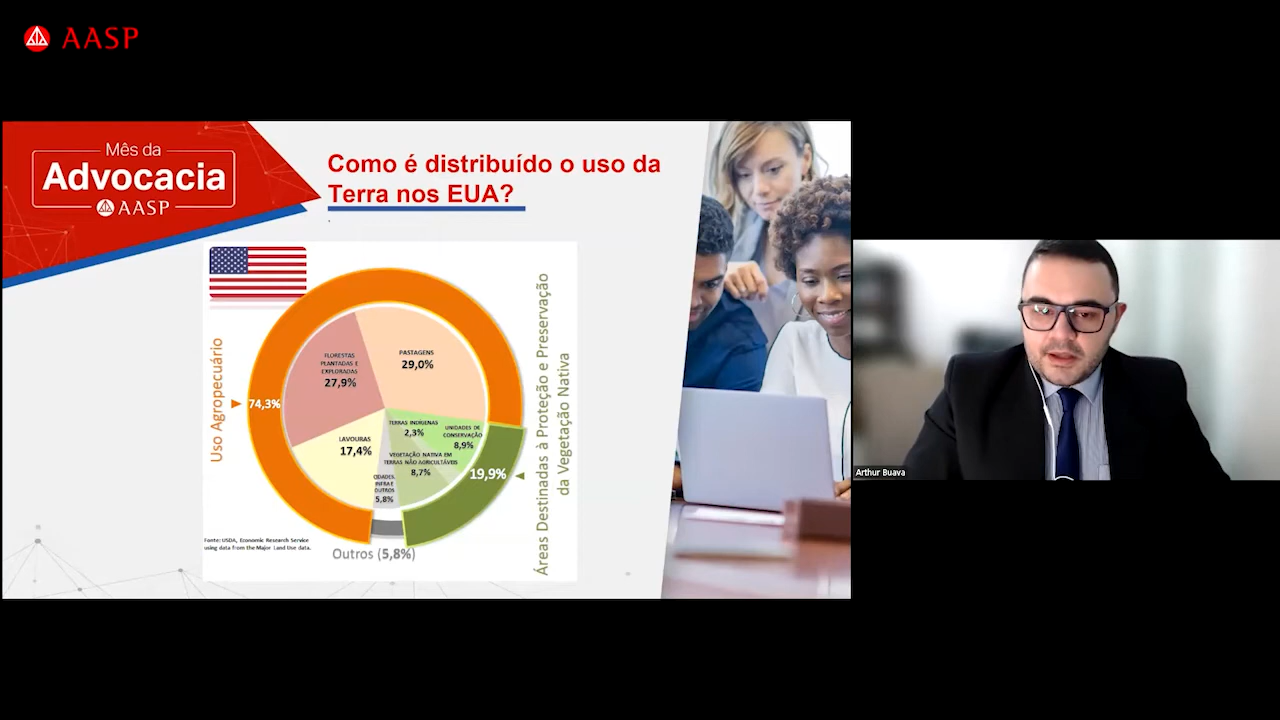 AASP
Mês da
Advocacia
AASP
Como é distribuído o uso da
Terra nos EUA?
Uso Agropecuário
74,3%
FLORESTAS
PLANTADAS E
EXPLORADAS
27,9%
PASTAGENS
29,0%
LAVOURAS
17,4%
TERRAS INDÍGENAS
2,3%
UNIDADES DE
CONSERVAÇÃO
8,9%
VEGETAÇÃO NATIVA EM
TERRAS NÃO AGRICULTÁVEIS
8,7%
CIDADES
INFRA E
OUTROS
5,8%
19,9%
Áreas Destinadas à Proteção e Preservação
da Vegetação Nativa
Fonte: USDA, Economic Research Service
using data from the Major Land Use data.
Outros (5,8%)
Arthur Buava